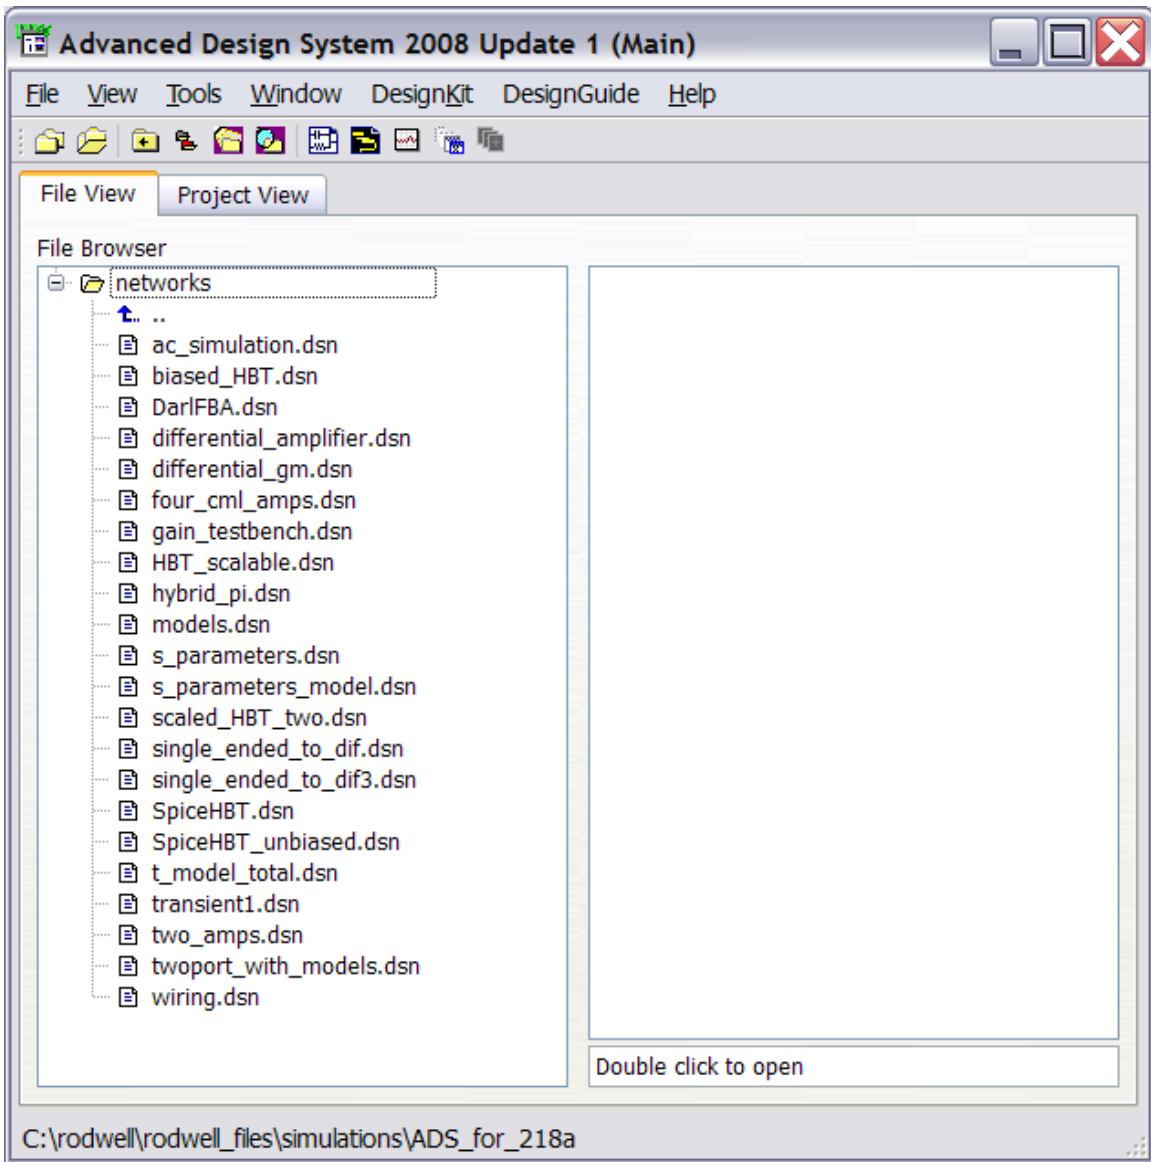 Advanced Design System 2008 Update 1 (Main)
File View Tools Window DesignKit DesignGuide Help
File View Project View
File Browser
networks
..
ac_simulation.dsn
biased_HBT.dsn
DarlFBA.dsn
differential_amplifier.dsn
differential_gm.dsn
four_cml_amps.dsn
gain_testbench.dsn
HBT_scalable.dsn
hybrid_pi.dsn
models.dsn
s_parameters.dsn
s_parameters_model.dsn
scaled_HBT_two.dsn
single_ended_to_dif.dsn
single_ended_to_dif3.dsn
SpiceHBT.dsn
SpiceHBT_unbiased.dsn
t_model_total.dsn
transient1.dsn
two_amps.dsn
twoport_with_models.dsn
wiring.dsn
Double click to open
C:\rodwell\rodwell_files\simulations\ADS_for_218a